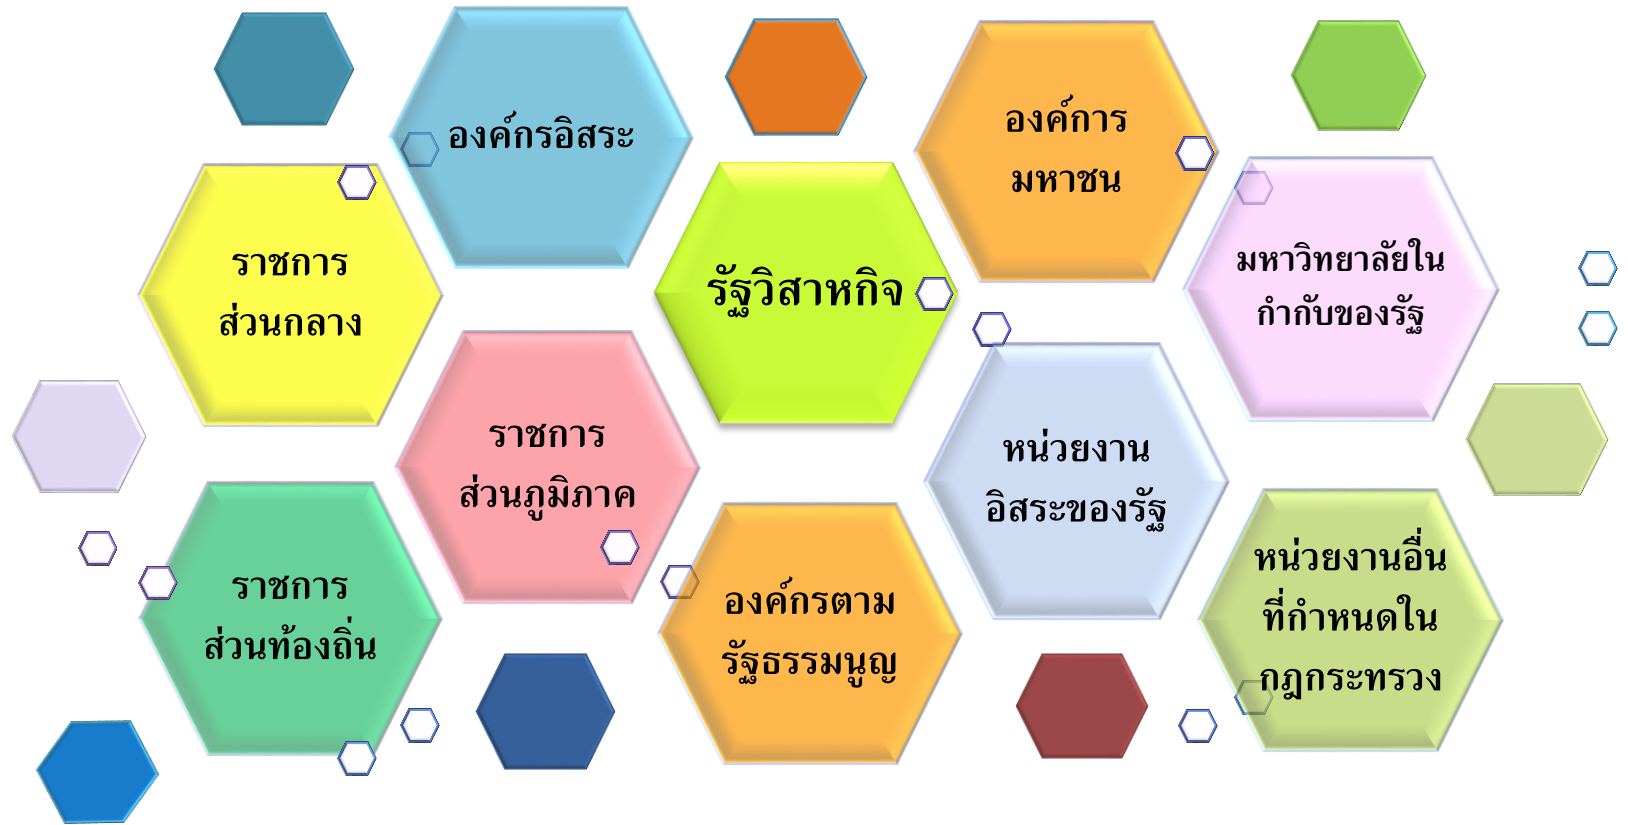 องค์กรอิสระ
องค์การ
มหาชน
ราชการ
ส่วนกลาง
รัฐวิสาหกิจ
มหาวิทยาลัยใน
กำกับของรัฐ
ราชการ
ส่วนภูมิภาค
หน่วยงาน
อิสระของรัฐ
ราชการ
ส่วนท้องถิ่น
องค์กรตาม
รัฐธรรมนูญ
หน่วยงานอื่น
ที่กำหนดใน
กฎกระทรวง